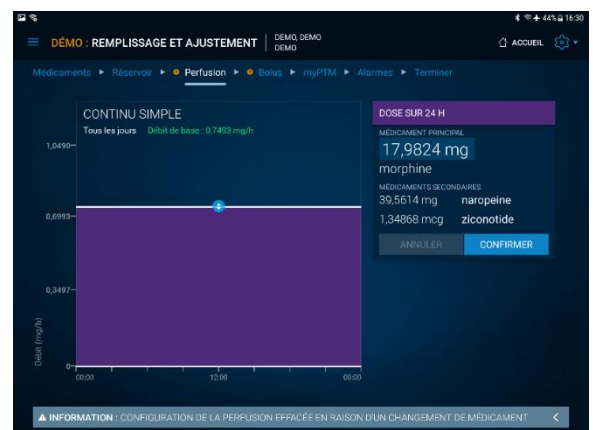 44% 16:30
DÉMO : REMPLISSAGE ET AJUSTEMENT
DEMO, DEMO
DEMO
ACCUEIL
Médicaments ► Réservoir ► Perfusion ► Bolus ► myPTM ► Alarmes ► Terminer
CONTINU SIMPLE
Tous les jours Débit de base : 0,7493 mg/h
1,0490
0,6993
0,3497
0
Débit (mg/h)
00:00 12:00 00:00
DOSE SUR 24 H
MÉDICAMENT PRINCIPAL
17,9824 mg
morphine
MÉDICAMENTS SECONDAIRES
39,5614 mg naropeine
1,34868 mcg ziconotide
ANNULER CONFIRMER
INFORMATION : CONFIGURATION DE LA PERFUSION EFFACÉE EN RAISON D'UN CHANGEMENT DE MÉDICAMENT